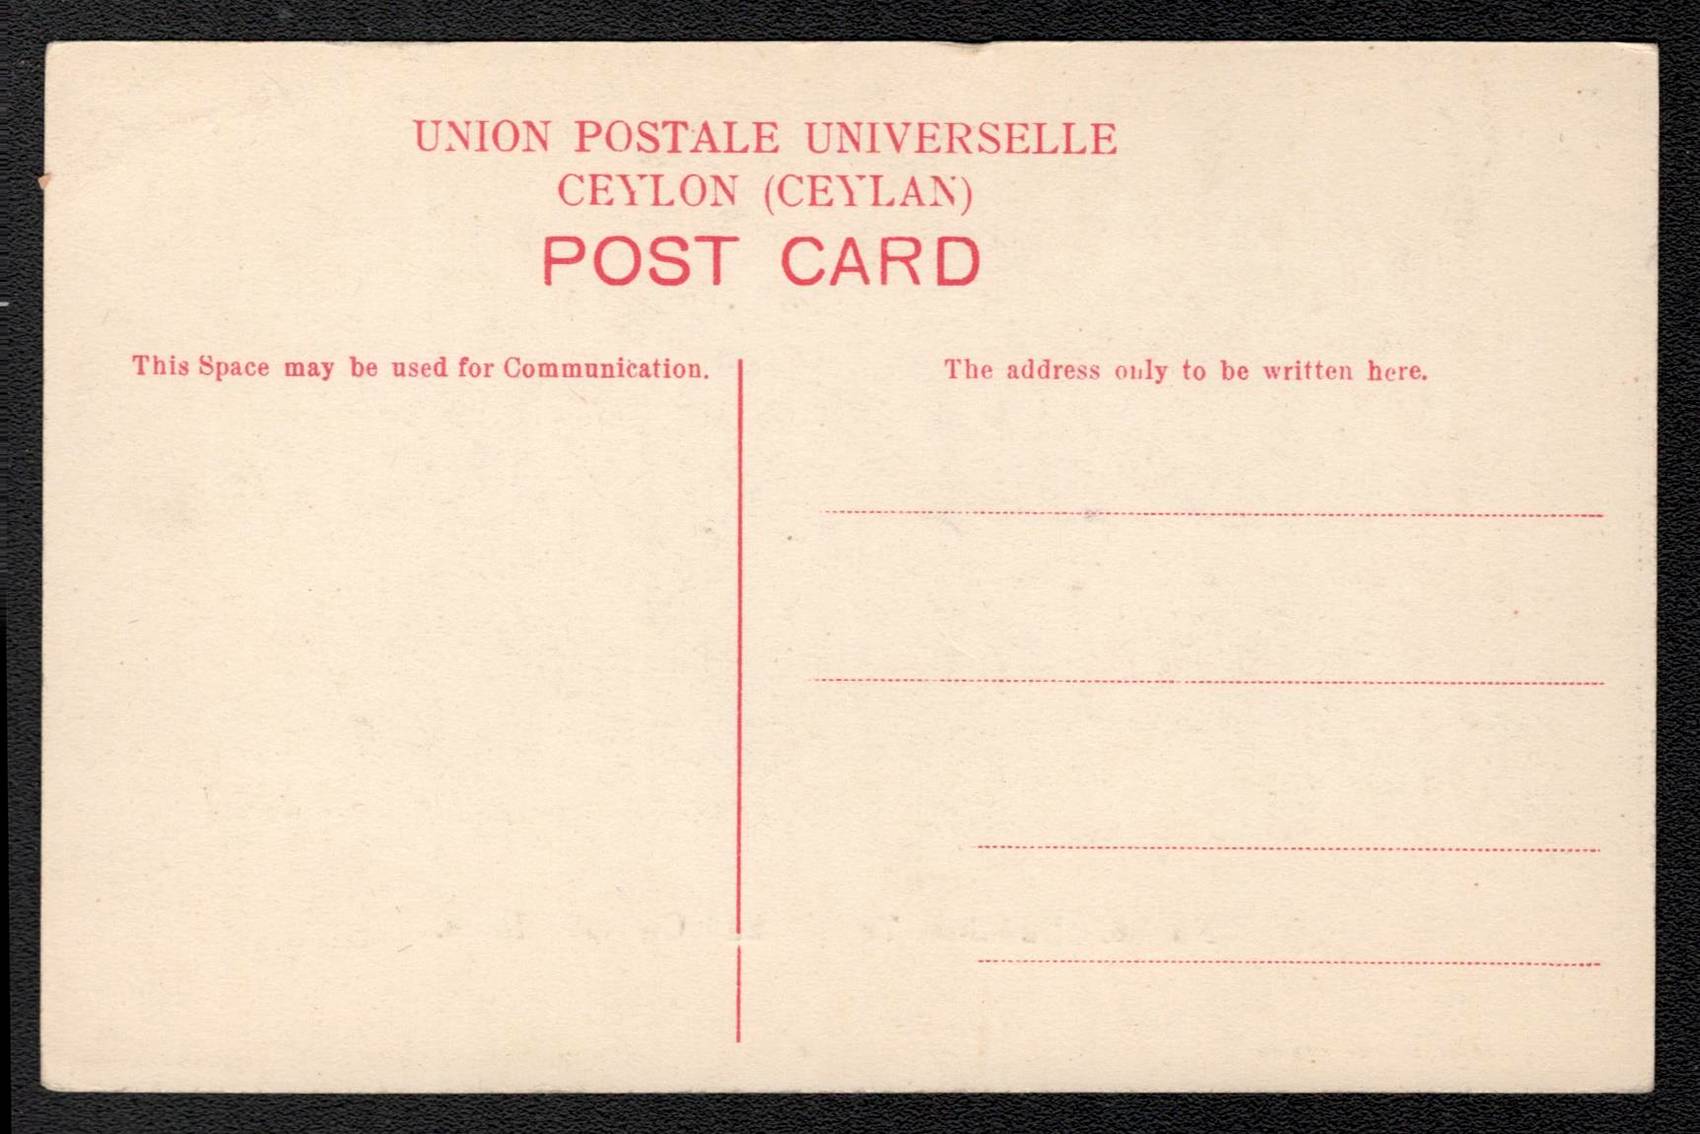 UNION POSTALE UNIVERSELLE
CEYLON (CEYLAN)
POST CARD
This Space may be used for Communication.
The address only to be written here.